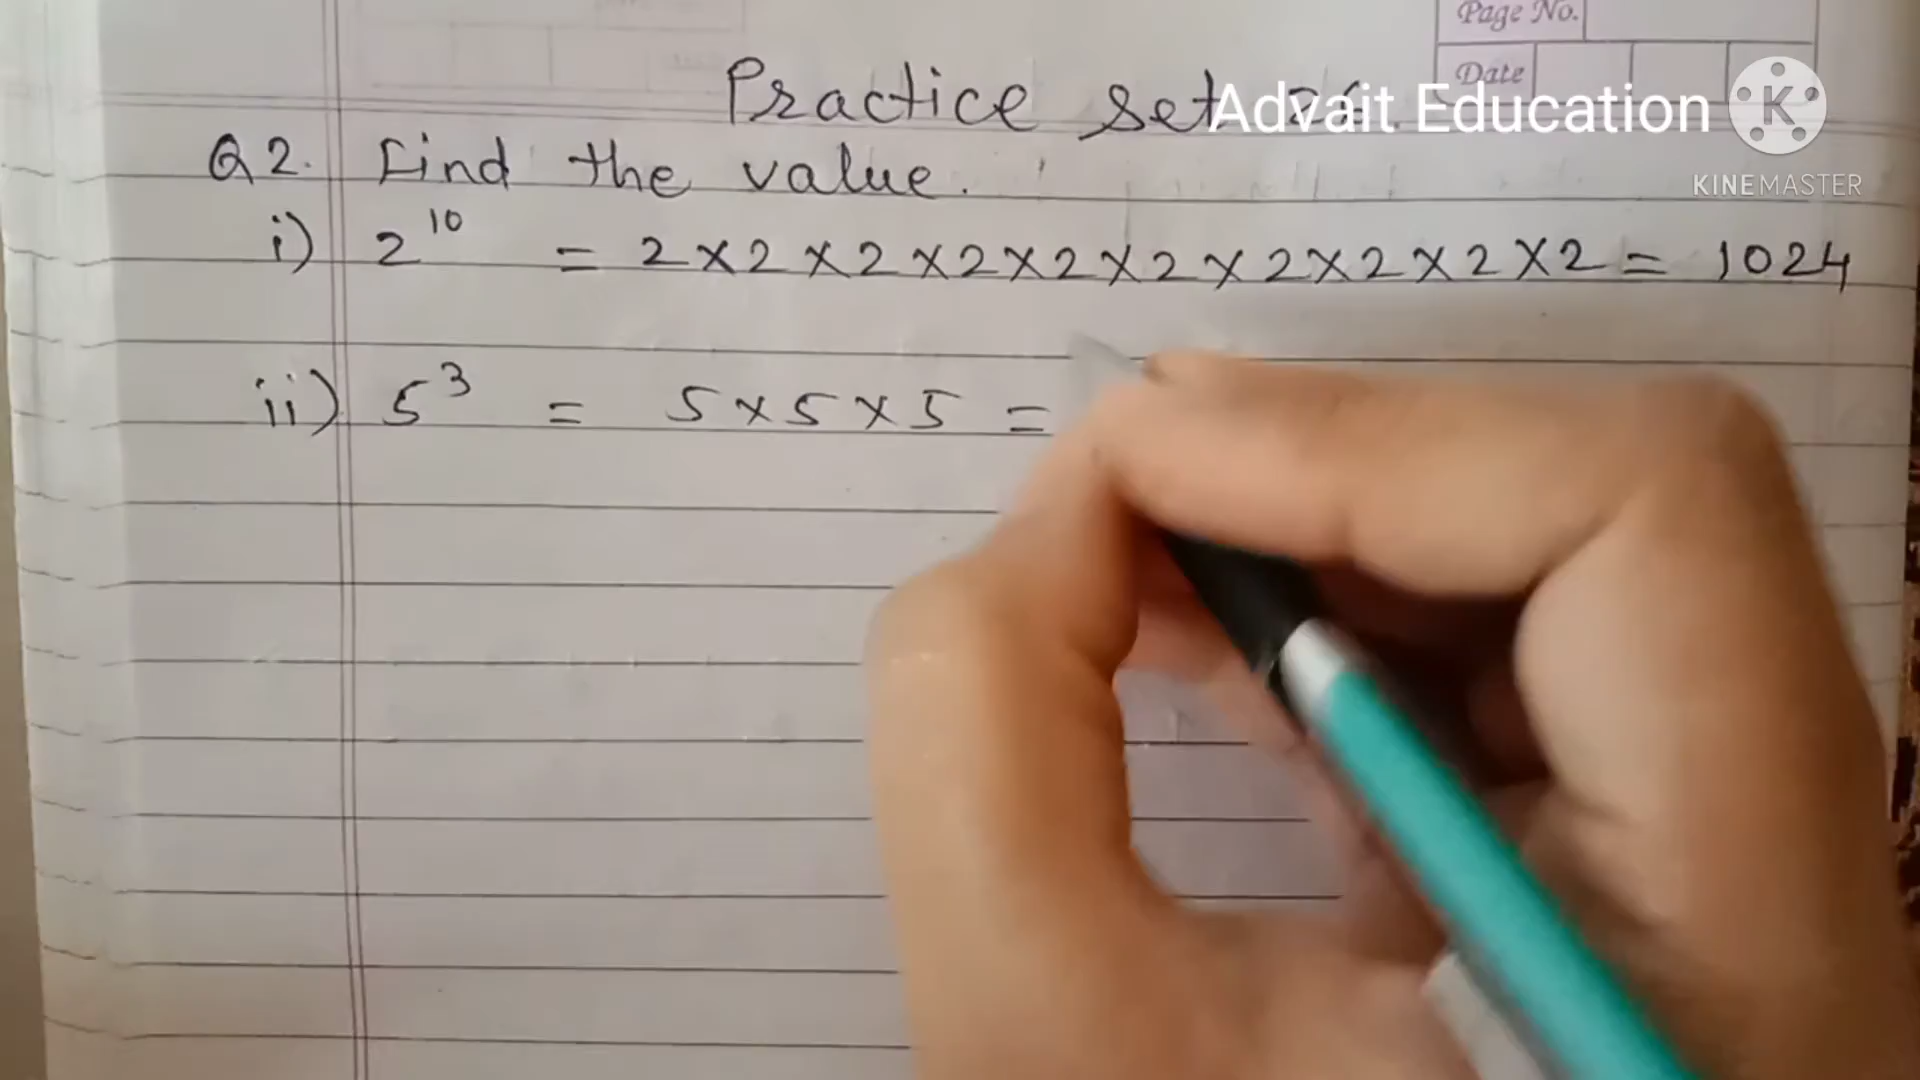 Page No.
Date
Practice set
Advait Education
KINEMASTER
Q2. Find the value.
i) 2^10 = 2×2×2×2×2×2×2×2×2×2 = 1024
ii) 5^3 = 5×5×5 =